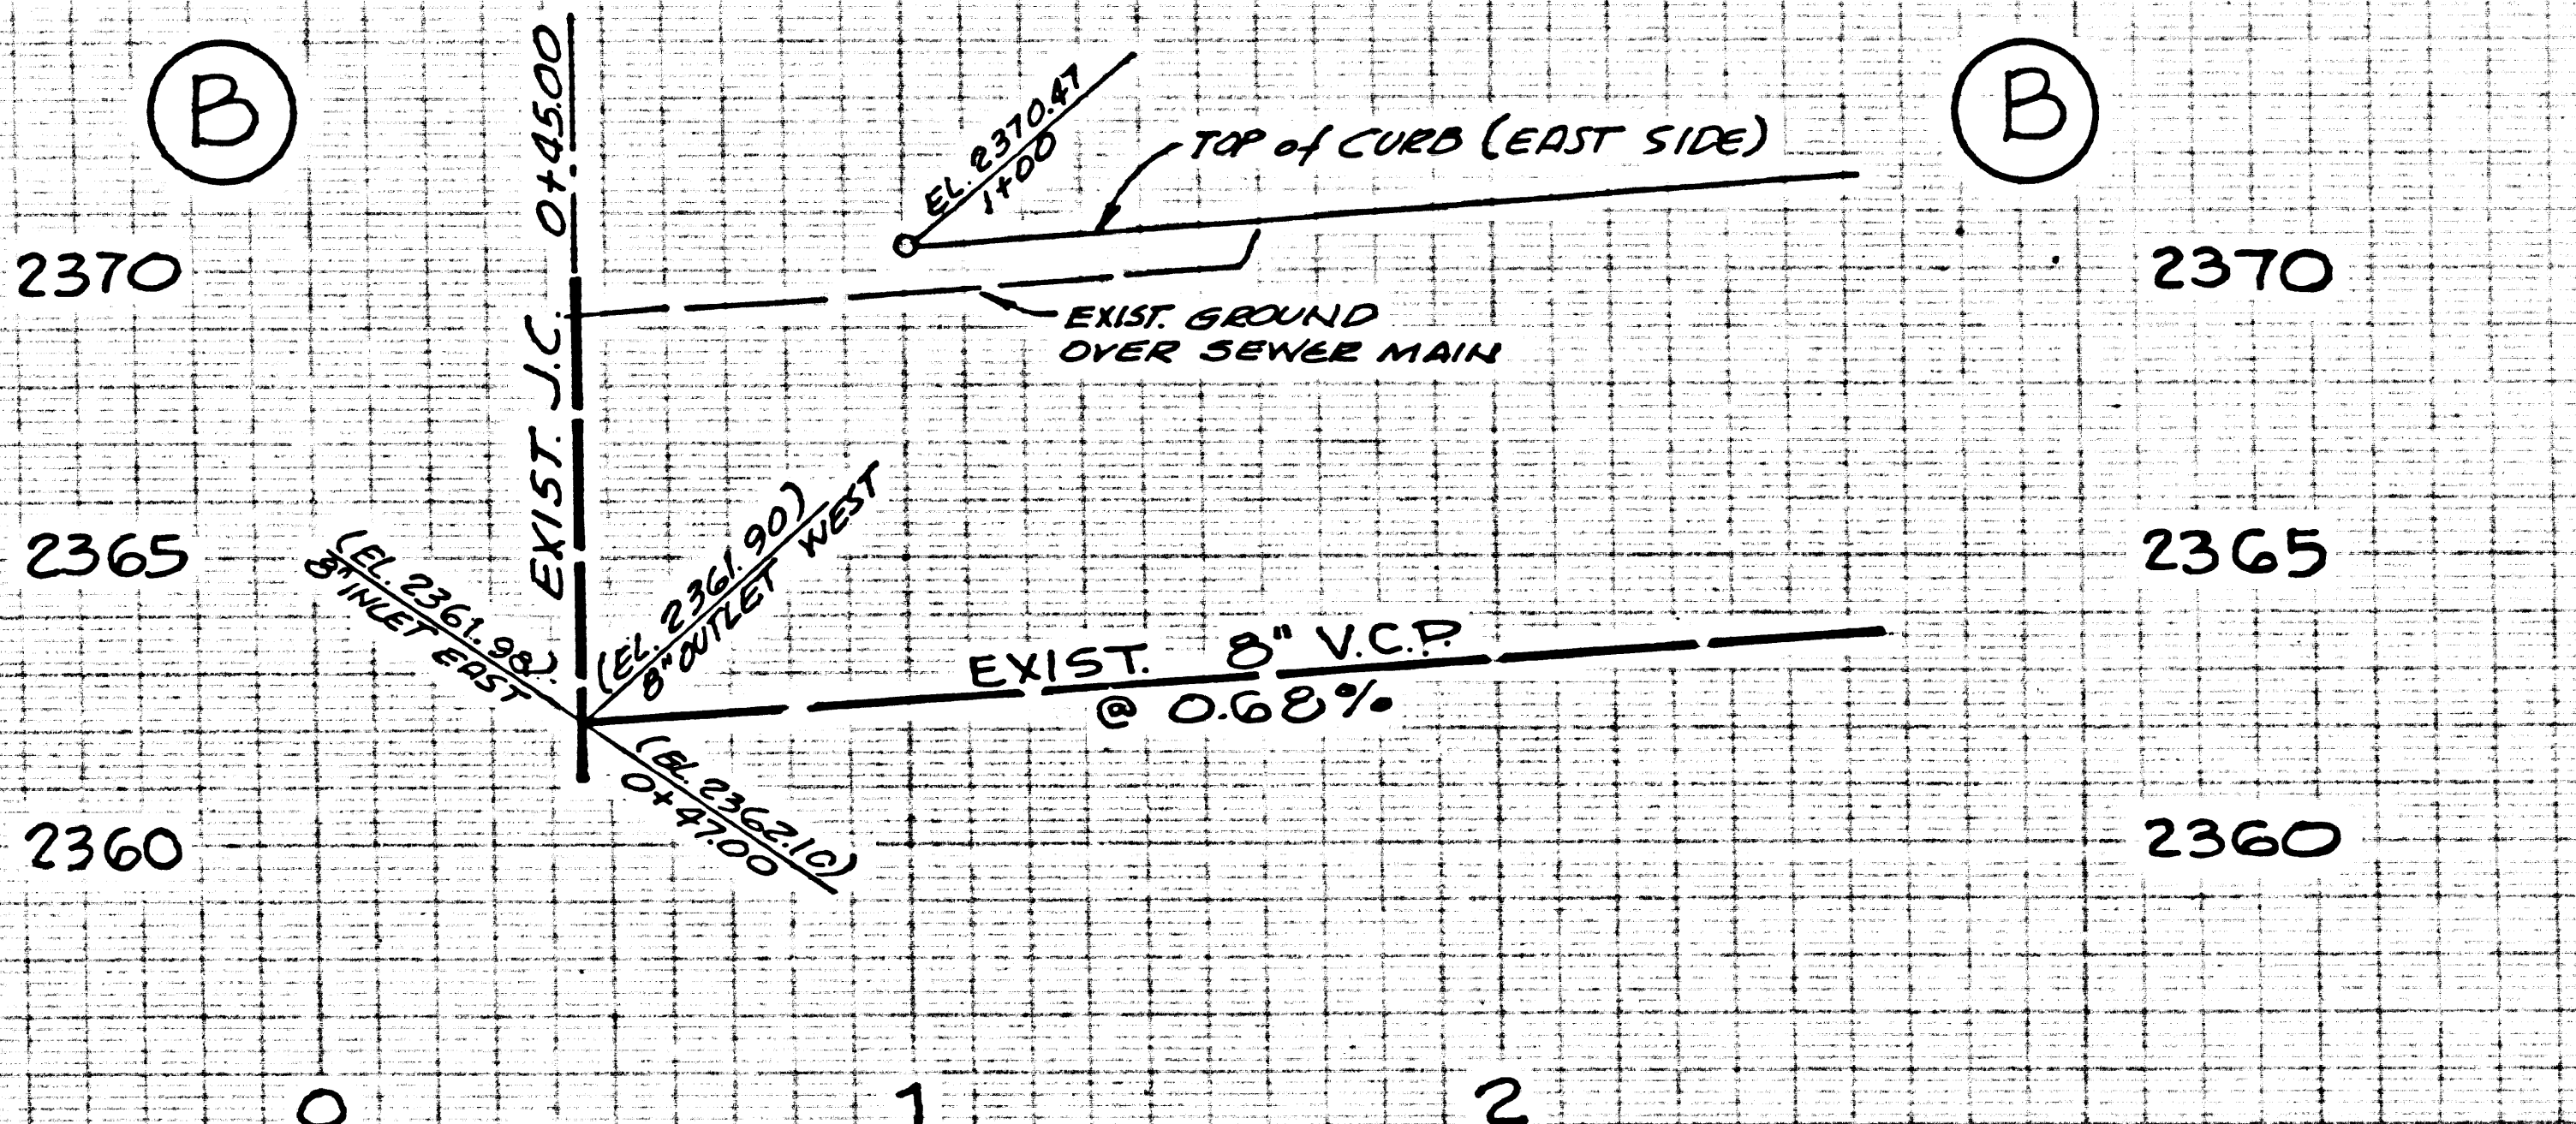 B
B
EXIST. J.C. 0+45.00
EL. 2370.47
1+00
TOP of CURB (EAST SIDE)
2370
2370
EXIST. GROUND
OVER SEWER MAIN
2365
2365
(EL. 2361.98)
8" INLET EAST
(EL. 2361.90)
8" OUTLET WEST
EXIST. 8" V.C.P.
@ 0.68%
(EL. 2362.10)
0+47.00
2360
2360
0
1
2